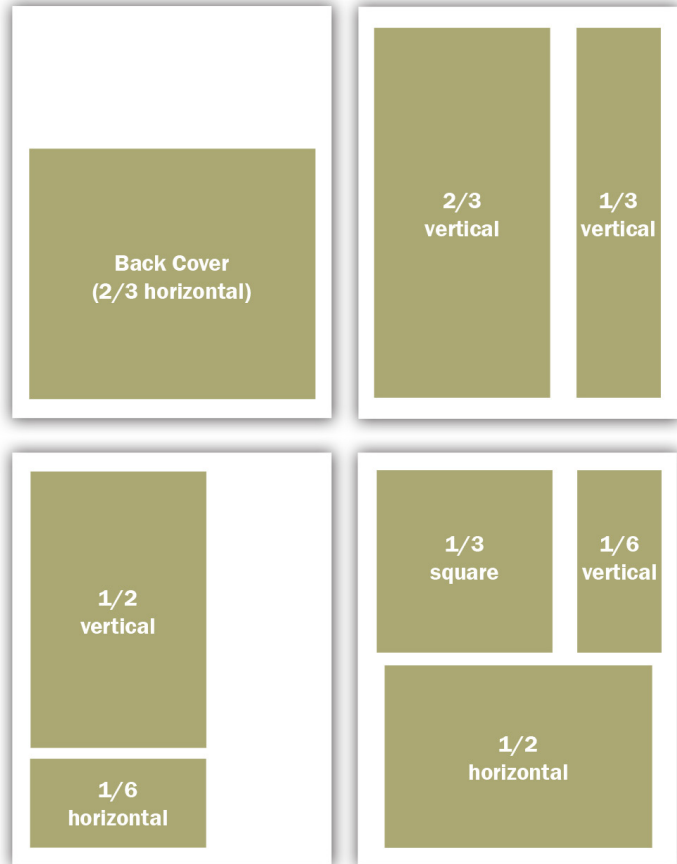 Back Cover
(2/3 horizontal)
2/3
vertical
1/3
vertical
1/2
vertical
1/6
horizontal
1/3
square
1/6
vertical
1/2
horizontal